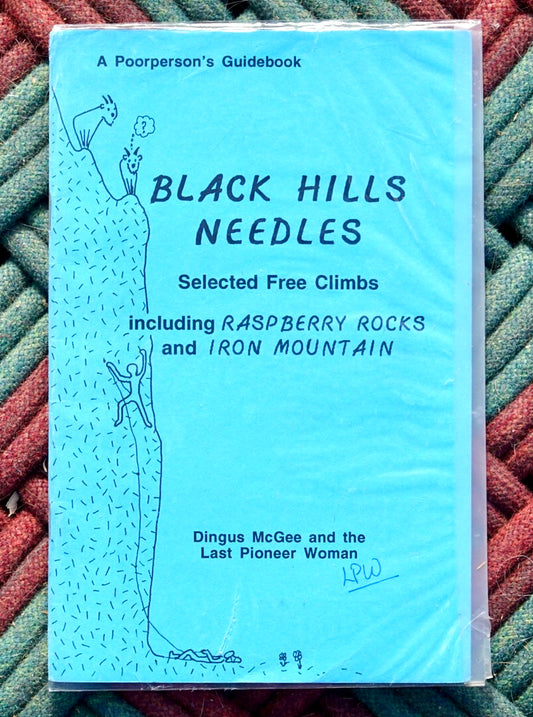 A Poorperson's Guidebook
?
BLACK HILLS
NEEDLES
Selected Free Climbs
including RASPBERRY ROCKS
and IRON MOUNTAIN
Dingus McGee and the
Last Pioneer Woman
LPW